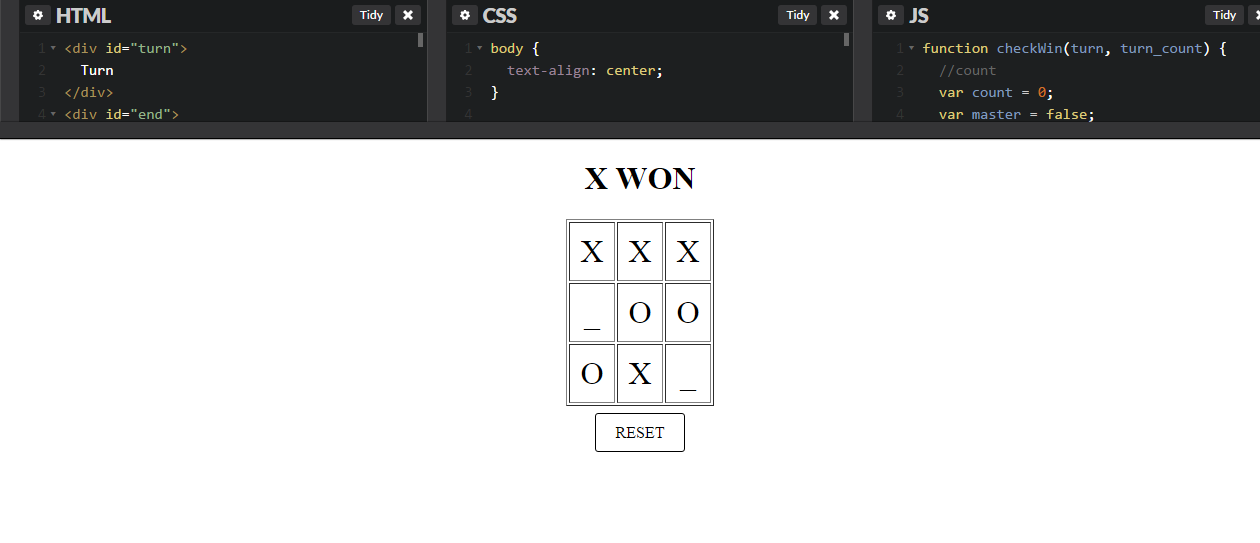 HTML Tidy
1 <div id="turn">
2 Turn
3 </div>
4 <div id="end">
CSS Tidy
1 body {
2 text-align: center;
3 }
4
JS Tidy
1 function checkWin(turn, turn_count) {
2 //count
3 var count = 0;
4 var master = false;
X WON
X X X
_ O O
O X _
RESET